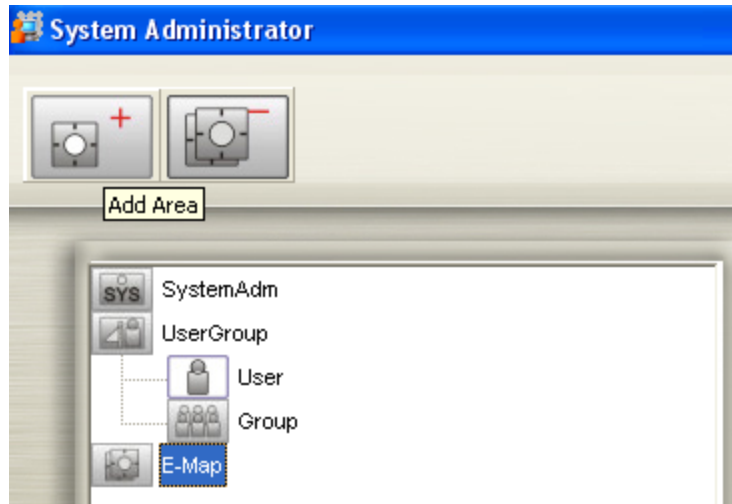 System Administrator
Add Area
SYS SystemAdm
UserGroup
User
Group
E-Map